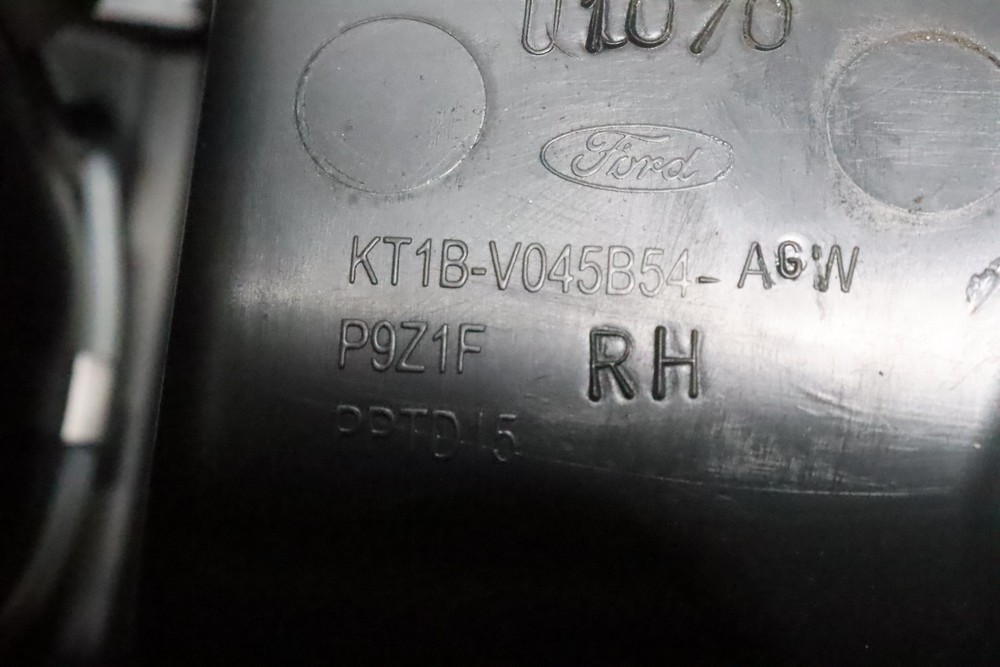 Ford
KT1B-V045B54- AGW
P9Z1F RH